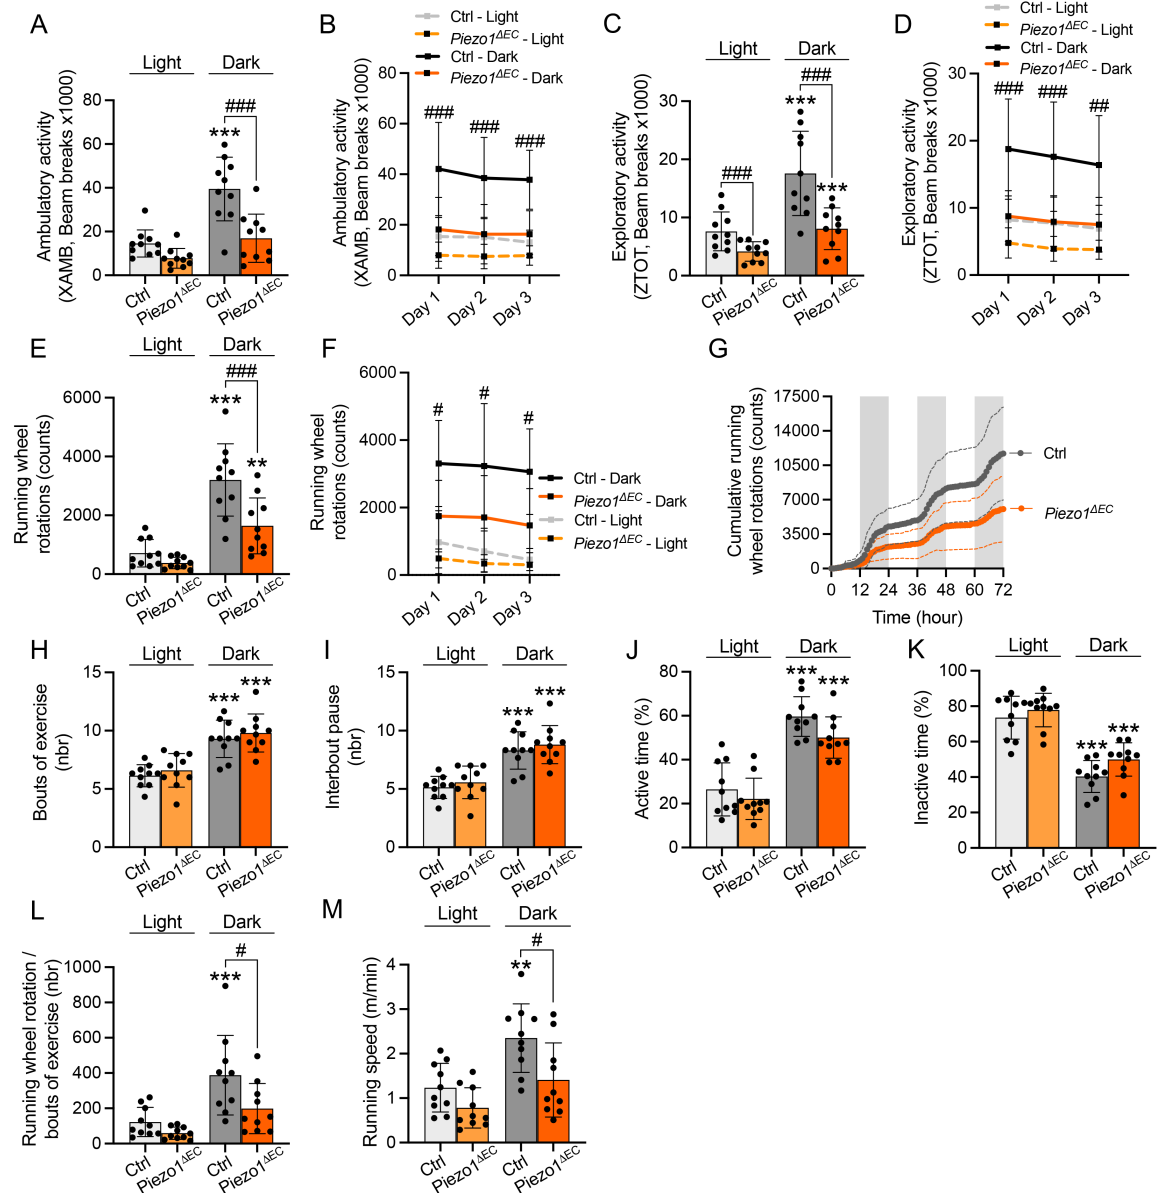 A
Light
Dark
Ambulatory activity
(XAMB, Beam breaks x1000)
80
60
40
20
0
***
###
Ctrl
Piezo1ΔEC
Ctrl
Piezo1ΔEC
B
Ctrl - Light
Piezo1ΔEC - Light
Ctrl - Dark
Piezo1ΔEC - Dark
Ambulatory activity
(XAMB, Beam breaks x1000)
80
60
40
20
0
###
###
###
Day 1
Day 2
Day 3
C
Light
Dark
Exploratory activity
(ZTOT, Beam breaks x1000)
30
20
10
0
###
***
###
***
Ctrl
Piezo1ΔEC
Ctrl
Piezo1ΔEC
D
Ctrl - Light
Piezo1ΔEC - Light
Ctrl - Dark
Piezo1ΔEC - Dark
Exploratory activity
(ZTOT, Beam breaks x1000)
30
20
10
0
###
###
##
Day 1
Day 2
Day 3
E
Light
Dark
Running wheel
rotations (counts)
6000
4000
2000
0
***
###
**
Ctrl
Piezo1ΔEC
Ctrl
Piezo1ΔEC
F
Running wheel
rotations (counts)
6000
4000
2000
0
#
#
#
Day 1
Day 2
Day 3
Ctrl - Dark
Piezo1ΔEC - Dark
Ctrl - Light
Piezo1ΔEC - Light
G
Cumulative running
wheel rotations (counts)
17500
14000
10500
7000
3500
0
0
12
24
36
48
60
72
Time (hour)
Ctrl
Piezo1ΔEC
H
Light
Dark
Bouts of exercise
(nbr)
15
10
5
0
***
***
Ctrl
Piezo1ΔEC
Ctrl
Piezo1ΔEC
I
Light
Dark
Interbout pause
(nbr)
15
10
5
0
***
***
Ctrl
Piezo1ΔEC
Ctrl
Piezo1ΔEC
J
Light
Dark
Active time (%)
80
60
40
20
0
***
***
Ctrl
Piezo1ΔEC
Ctrl
Piezo1ΔEC
K
Light
Dark
Inactive time (%)
100
80
60
40
20
0
***
***
Ctrl
Piezo1ΔEC
Ctrl
Piezo1ΔEC
L
Light
Dark
Running wheel rotation /
bouts of exercise (nbr)
1000
800
600
400
200
0
***
#
Ctrl
Piezo1ΔEC
Ctrl
Piezo1ΔEC
M
Light
Dark
Running speed (m/min)
4
3
2
1
0
**
#
Ctrl
Piezo1ΔEC
Ctrl
Piezo1ΔEC